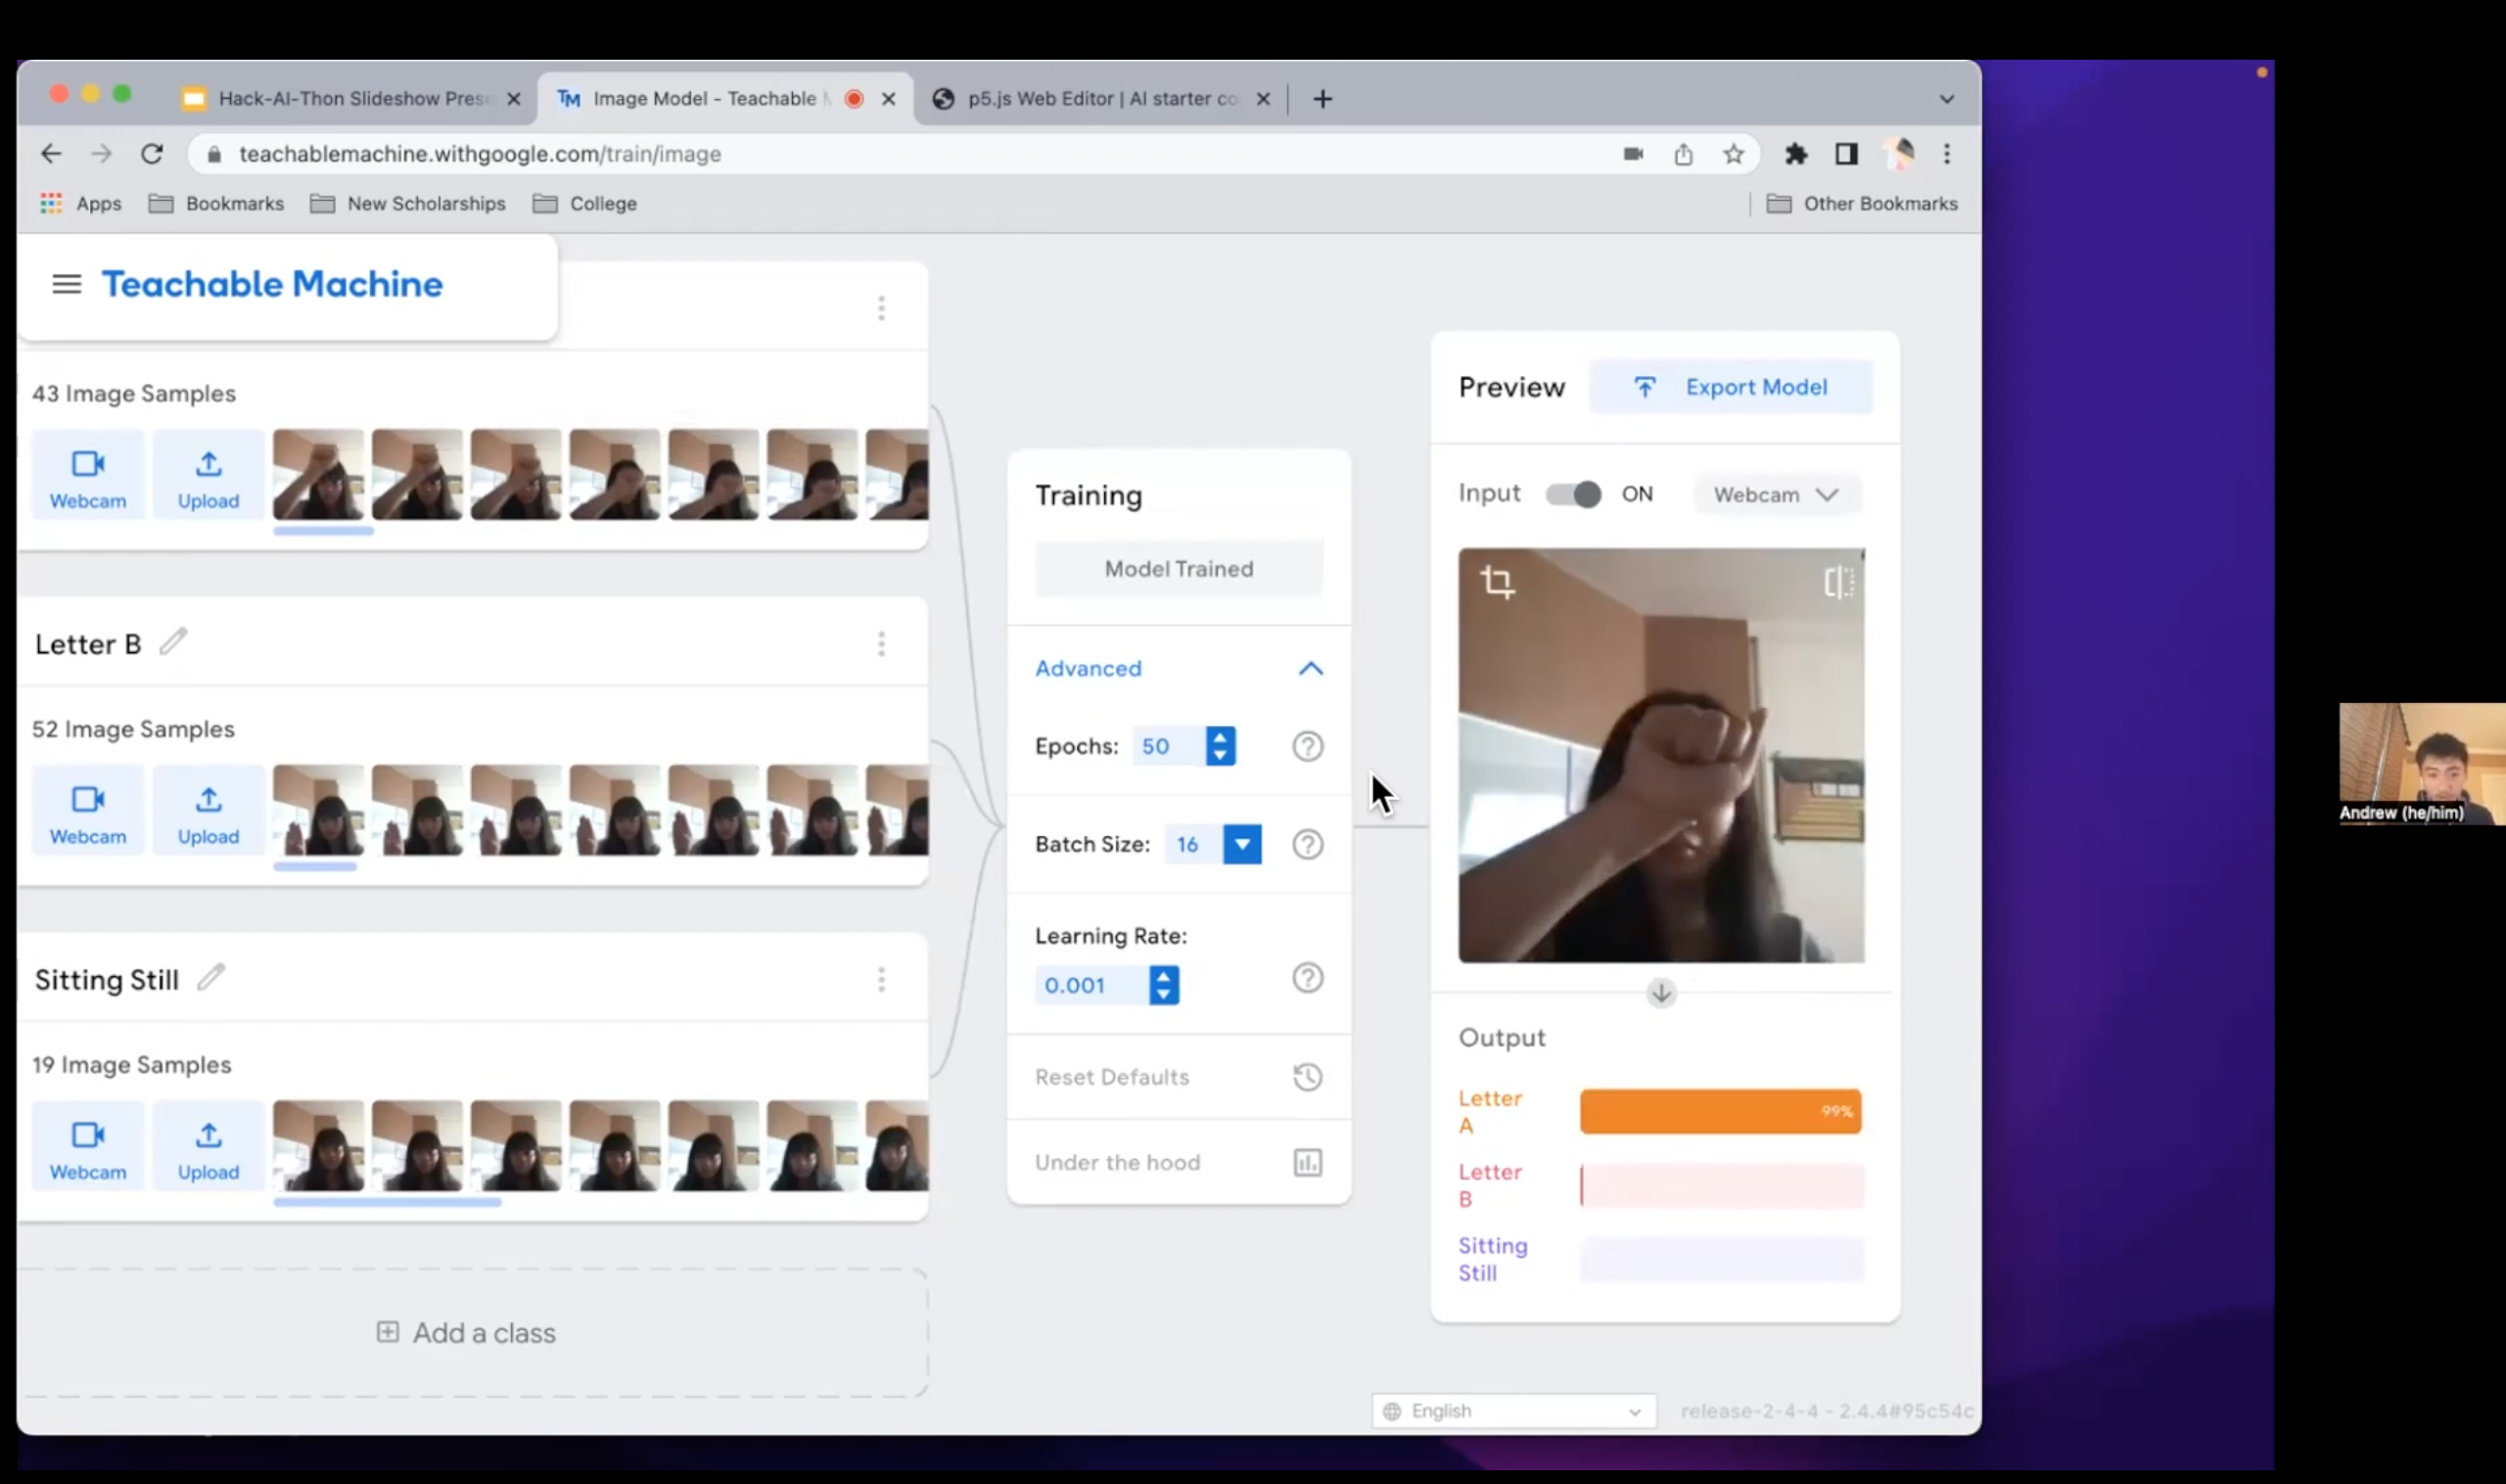 Hack-AI-Thon Slideshow Prese
TM Image Model - Teachable M
p5.js Web Editor | AI starter co
teachablemachine.withgoogle.com/train/image
Apps Bookmarks New Scholarships College Other Bookmarks
Teachable Machine
43 Image Samples
Webcam Upload
Letter B
52 Image Samples
Webcam Upload
Sitting Still
19 Image Samples
Webcam Upload
Add a class
Training
Model Trained
Advanced
Epochs: 50
Batch Size: 16
Learning Rate:
0.001
Reset Defaults
Under the hood
Preview Export Model
Input ON Webcam
Output
Letter
A
99%
Letter
B
Sitting
Still
English release-2-4-4 - 2.4.4#95c54c
Andrew (he/him)